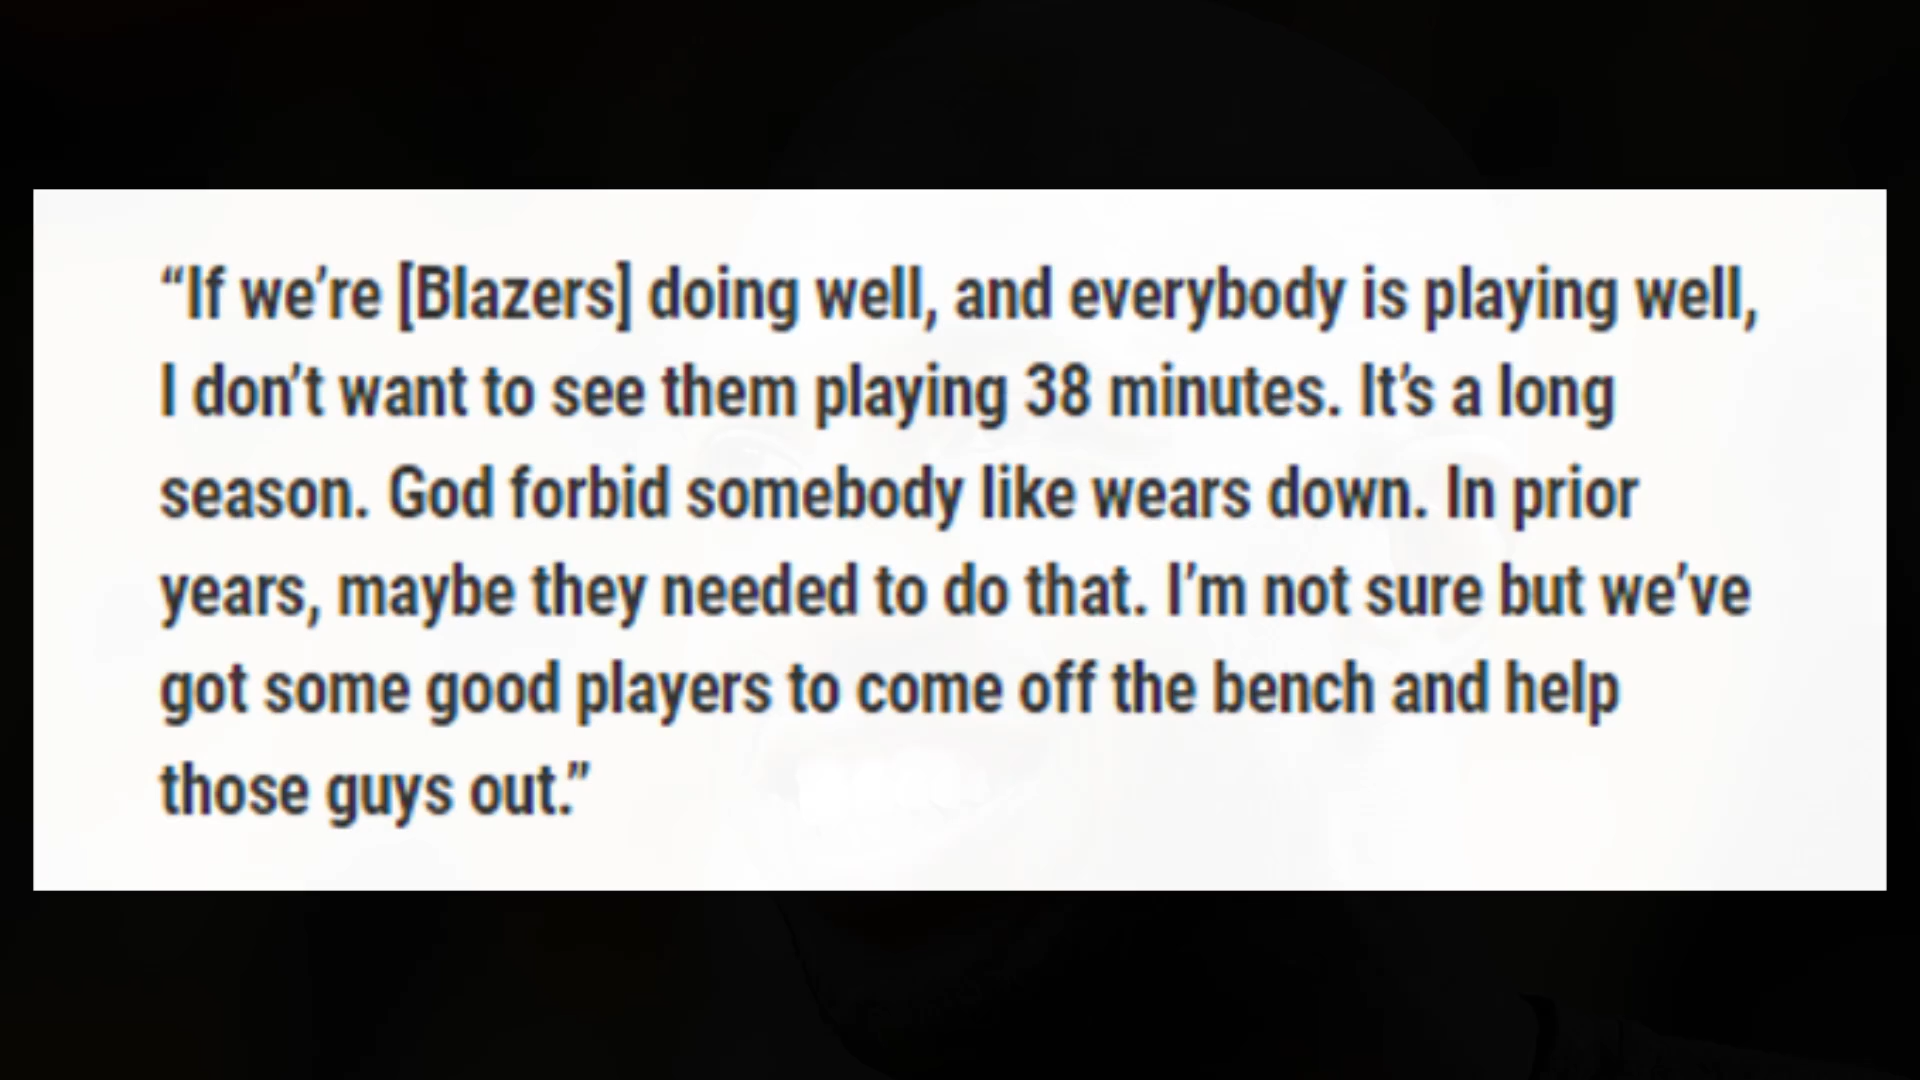 “If we’re [Blazers] doing well, and everybody is playing well,
I don’t want to see them playing 38 minutes. It’s a long
season. God forbid somebody like wears down. In prior
years, maybe they needed to do that. I’m not sure but we’ve
got some good players to come off the bench and help
those guys out.”